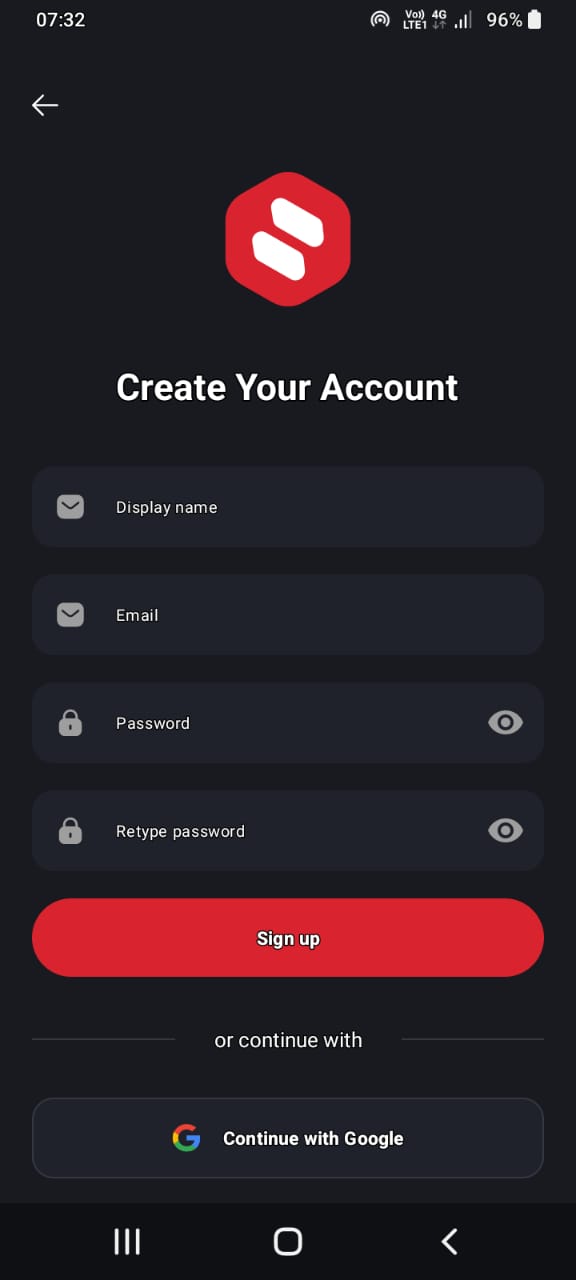 07:32
Vo)) 4G
LTE1
96%
Create Your Account
Display name
Email
Password
Retype password
Sign up
or continue with
Continue with Google